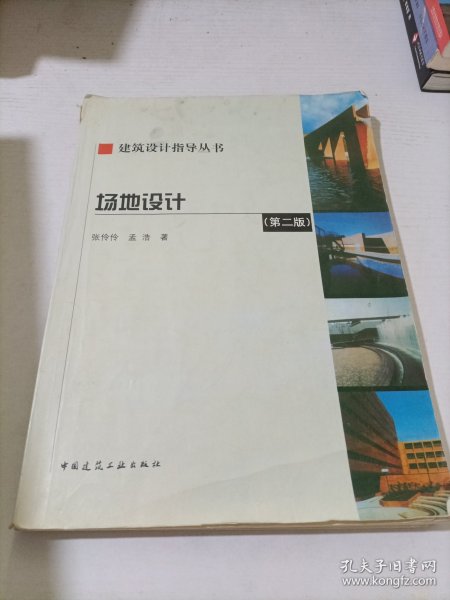 建筑设计指导丛书
场地设计
(第二版)
张伶伶 孟浩 著
中国建筑工业出版社
孔夫子旧书网
www.kongfz.com